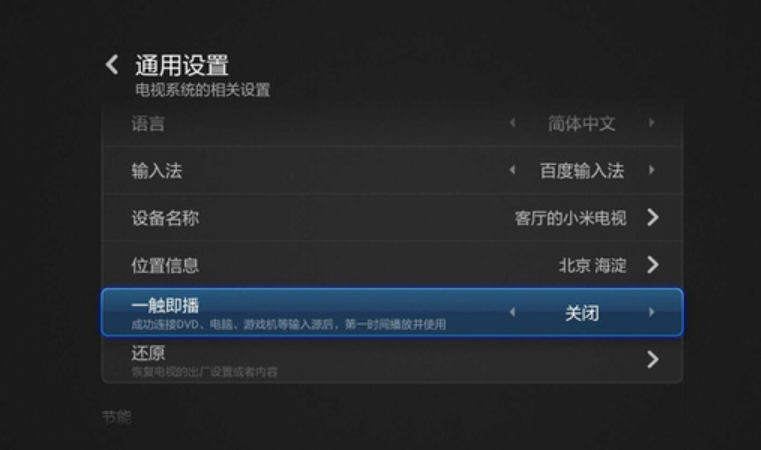 通用设置
电视系统的相关设置
语言 简体中文
输入法 百度输入法
设备名称 客厅的小米电视
位置信息 北京 海淀
一触即播 关闭
成功连接DVD、电脑、游戏机等输入源后，第一时间播放并使用
还原
恢复电视的出厂设置或者内容
节能